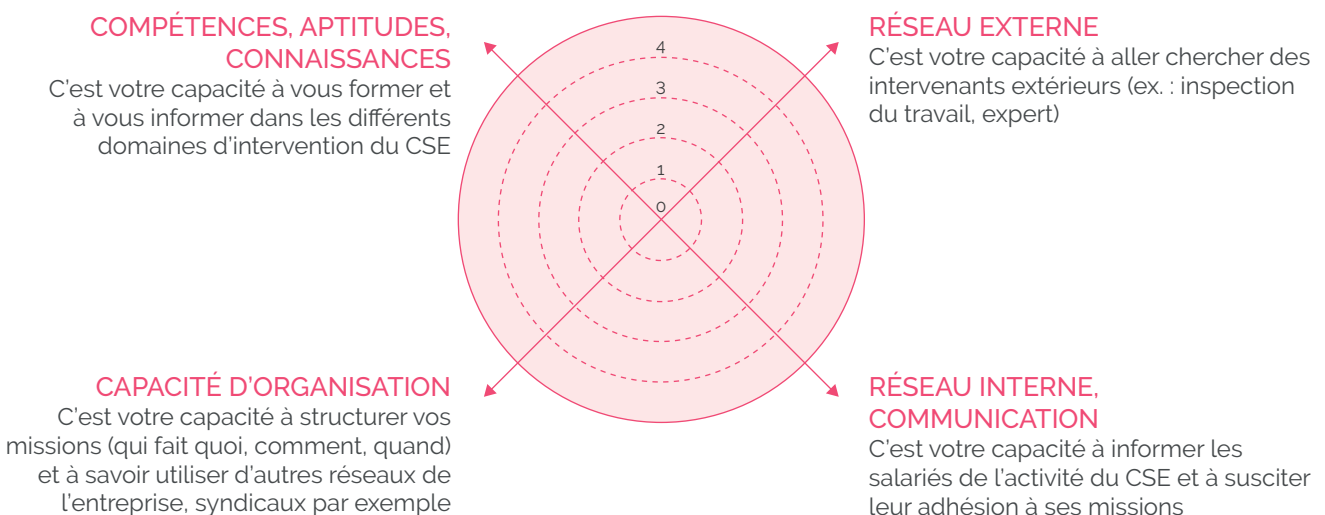 COMPÉTENCES, APTITUDES,
CONNAISSANCES
C'est votre capacité à vous former et
à vous informer dans les différents
domaines d'intervention du CSE
4
3
2
1
0
RÉSEAU EXTERNE
C'est votre capacité à aller chercher des
intervenants extérieurs (ex. : inspection
du travail, expert)
CAPACITÉ D'ORGANISATION
C'est votre capacité à structurer vos
missions (qui fait quoi, comment, quand)
et à savoir utiliser d'autres réseaux de
l'entreprise, syndicaux par exemple
RÉSEAU INTERNE,
COMMUNICATION
C'est votre capacité à informer les
salariés de l'activité du CSE et à susciter
leur adhésion à ses missions